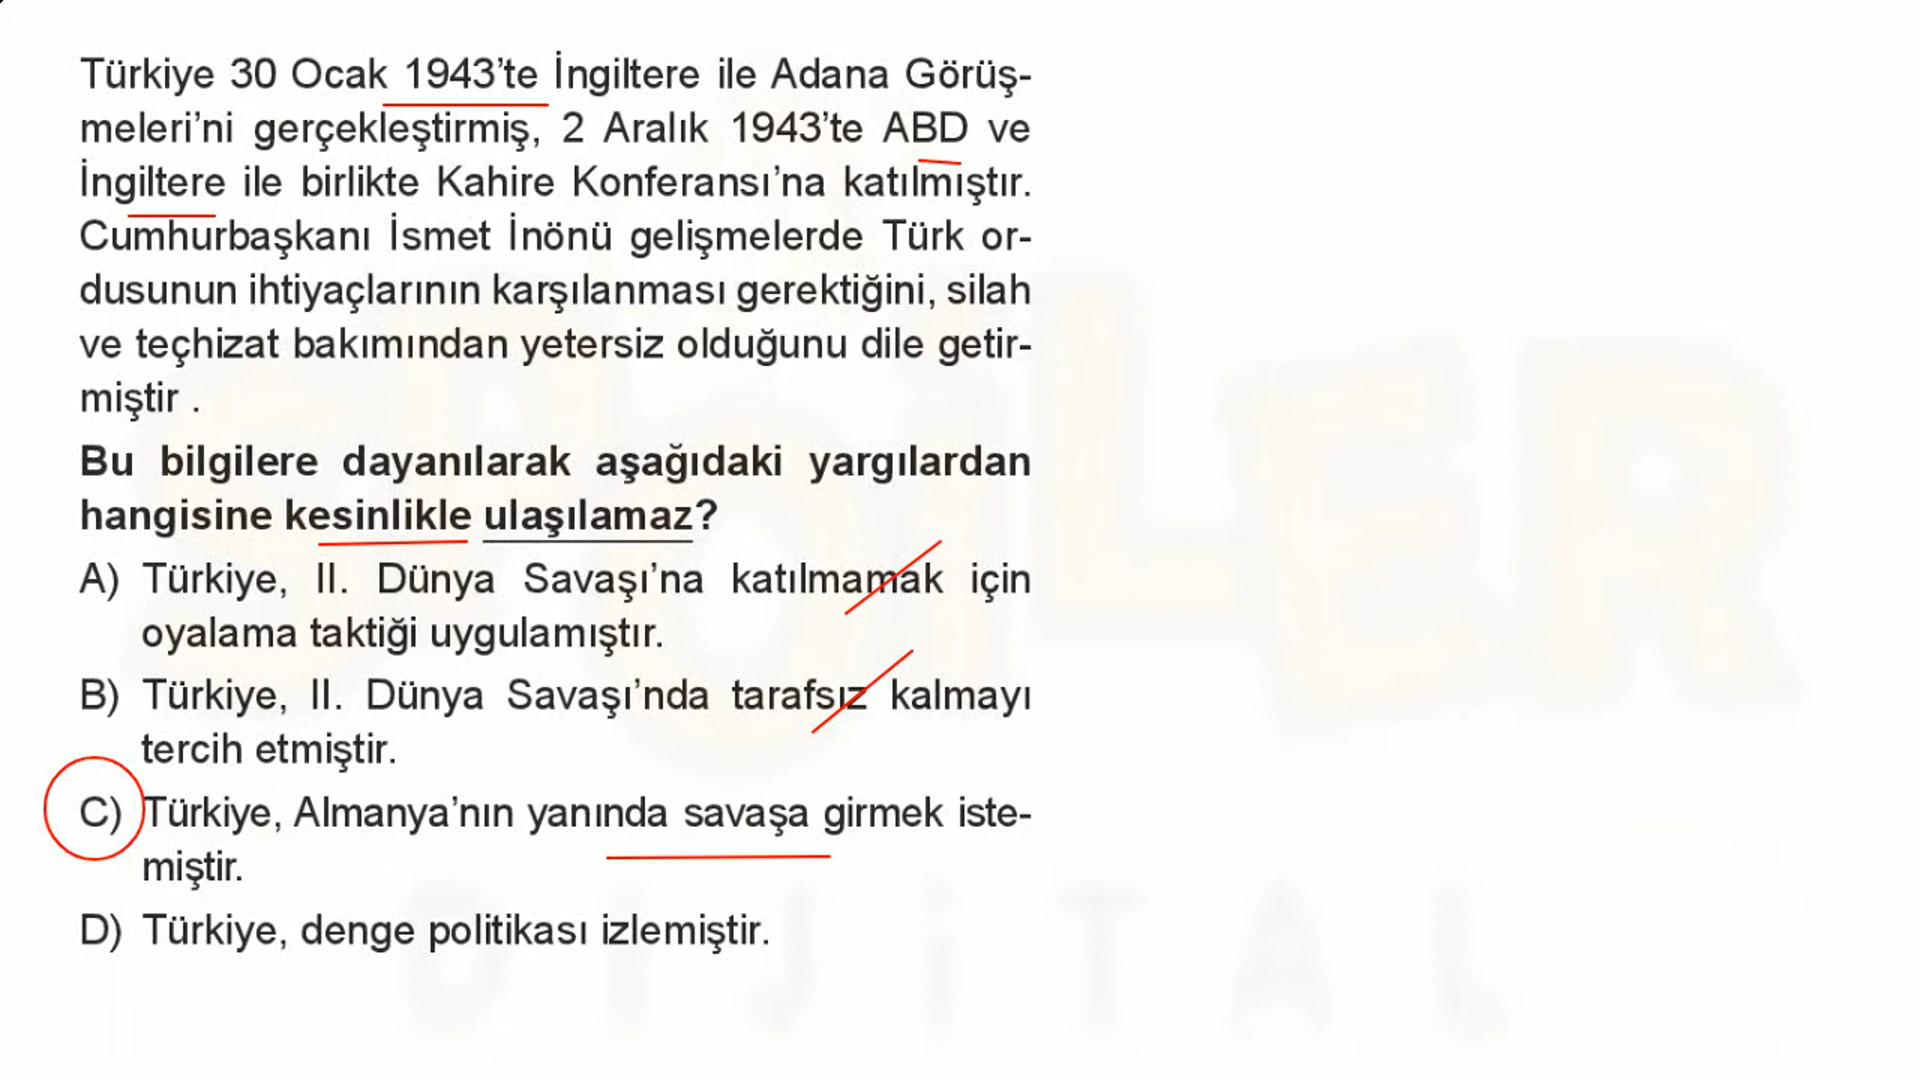 Türkiye 30 Ocak 1943’te İngiltere ile Adana Görüş-
meleri’ni gerçekleştirmiş, 2 Aralık 1943’te ABD ve
İngiltere ile birlikte Kahire Konferansı’na katılmıştır.
Cumhurbaşkanı İsmet İnönü gelişmelerde Türk or-
dusunun ihtiyaçlarının karşılanması gerektiğini, silah
ve teçhizat bakımından yetersiz olduğunu dile getir-
miştir .
Bu bilgilere dayanılarak aşağıdaki yargılardan
hangisine kesinlikle ulaşılamaz?
A) Türkiye, II. Dünya Savaşı’na katılmamak için
oyalama taktiği uygulamıştır.
B) Türkiye, II. Dünya Savaşı’nda tarafsız kalmayı
tercih etmiştir.
C) Türkiye, Almanya’nın yanında savaşa girmek iste-
miştir.
D) Türkiye, denge politikası izlemiştir.
DİJİTAL